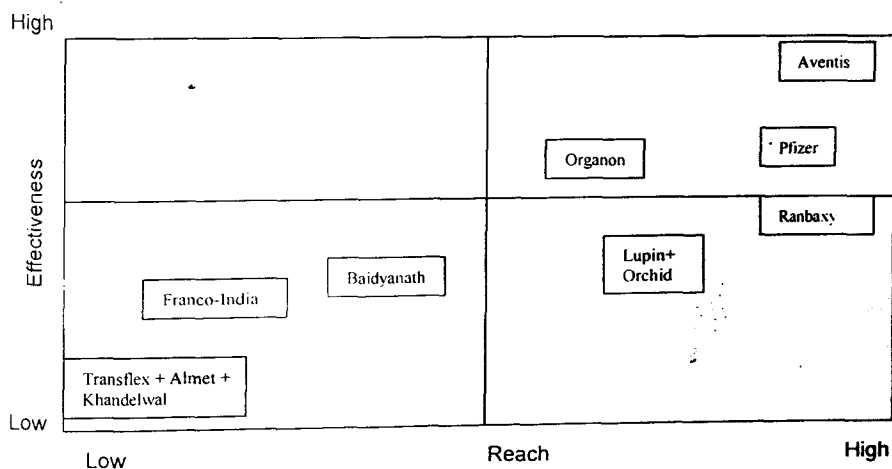 High
Aventis
Organon
Pfizer
Effectiveness
Ranbaxy
Lupin+
Orchid
Baidyanath
Franco-India
Transflex + Almet +
Khandelwal
Low
Low
Reach
High